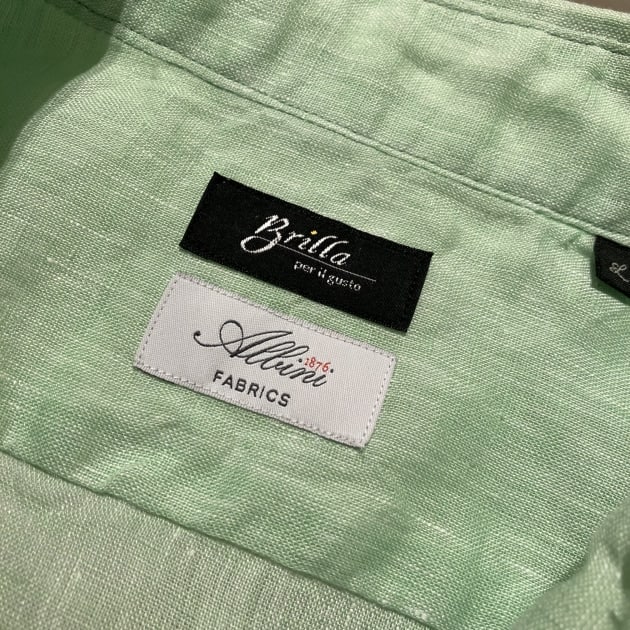 Brilla
per il gusto
Albini
1876
FABRICS